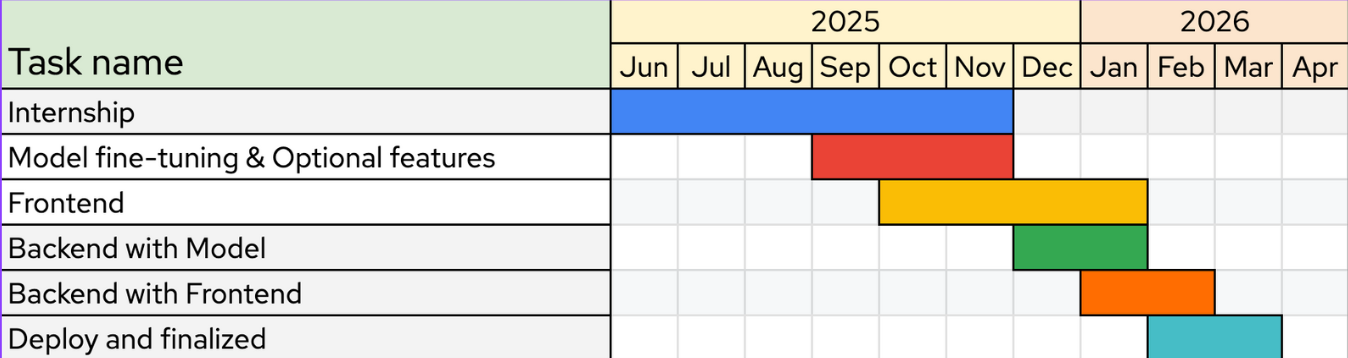 2025 2026
Task name Jun Jul Aug Sep Oct Nov Dec Jan Feb Mar Apr
Internship
Model fine-tuning & Optional features
Frontend
Backend with Model
Backend with Frontend
Deploy and finalized